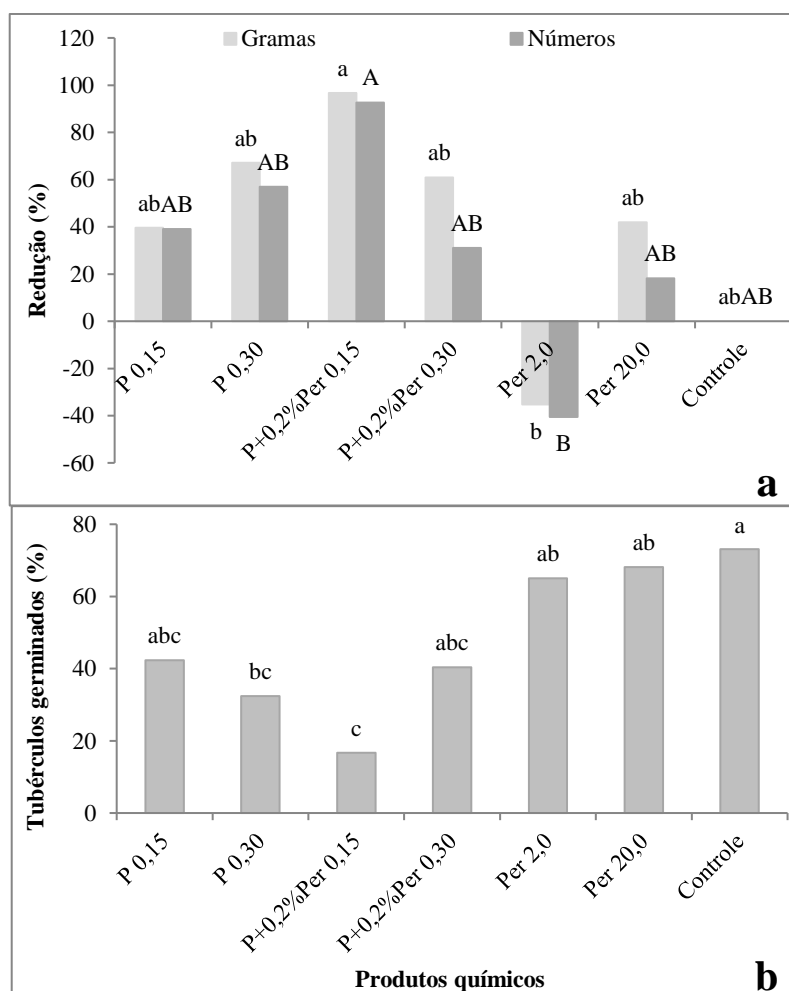 Gramas Números
120
100
80
60
40
20
0
-20
-40
-60
Redução (%)
abAB
ab AB
a A
ab AB
b B
ab AB
abAB
P 0,15
P 0,30
P+0,2%Per 0,15
P+0,2%Per 0,30
Per 2,0
Per 20,0
Controle
a
80
60
40
20
0
Tubérculos germinados (%)
abc
bc
c
abc
ab
ab
a
P 0,15
P 0,30
P+0,2%Per 0,15
P+0,2%Per 0,30
Per 2,0
Per 20,0
Controle
Produtos químicos
b